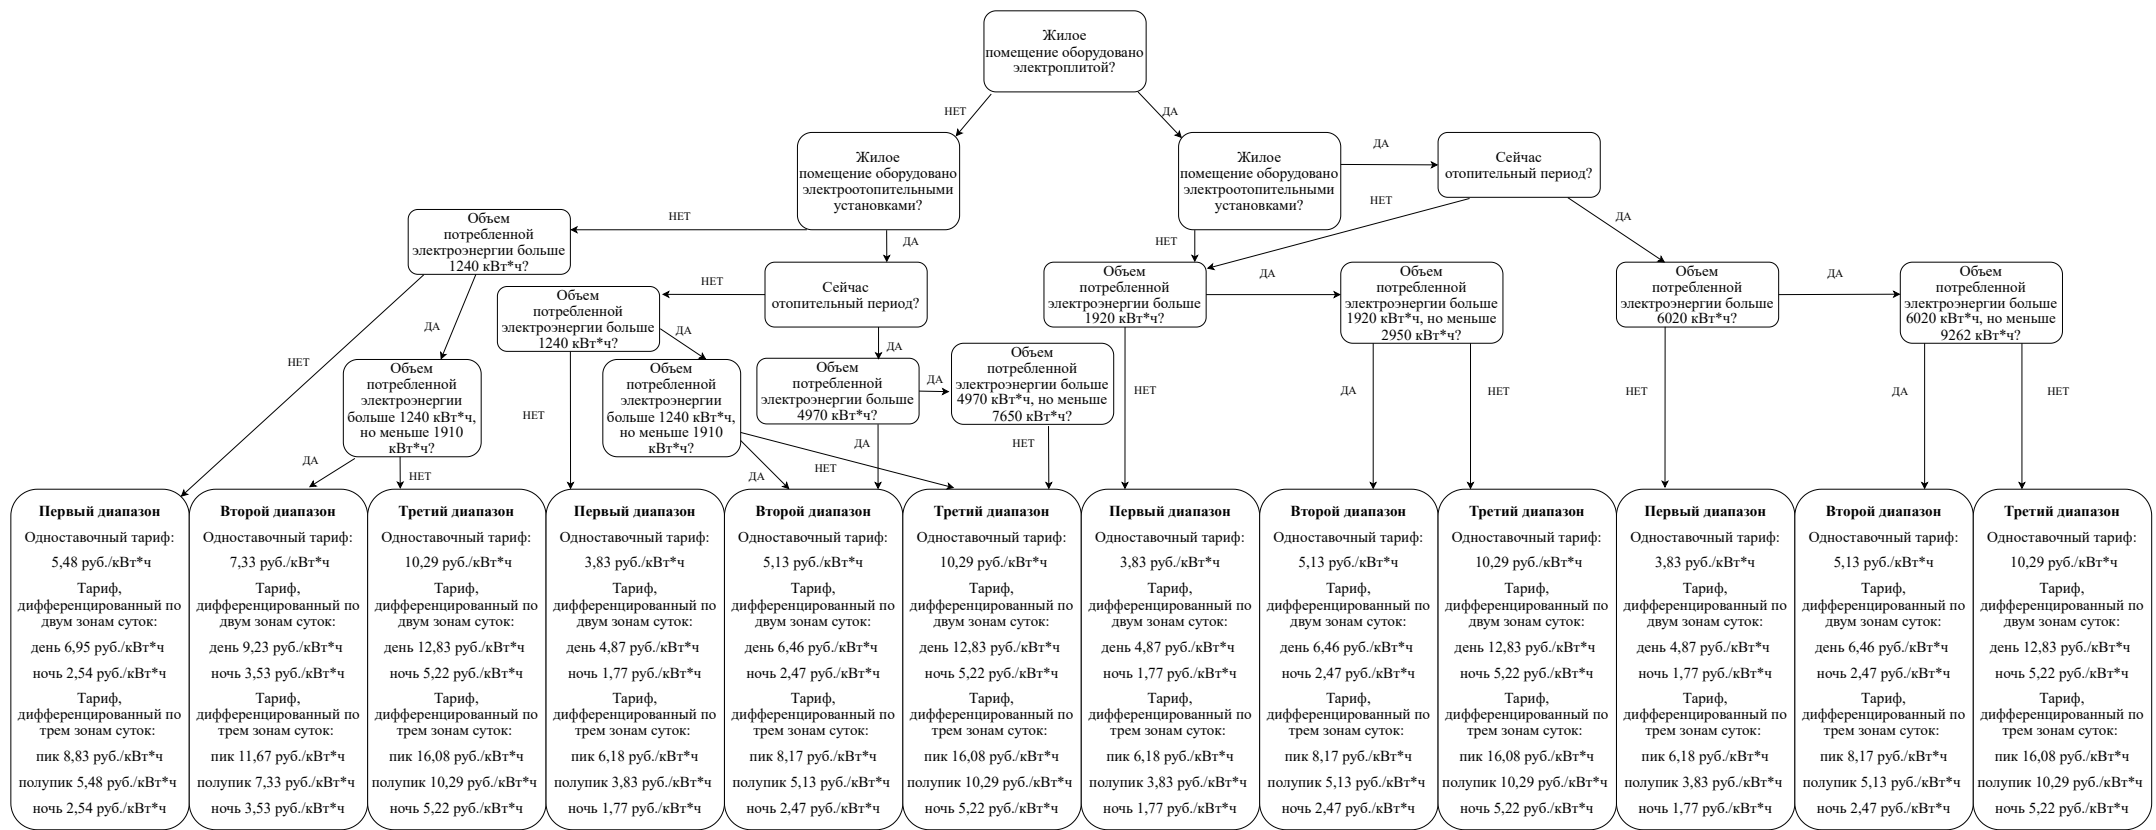 Жилое
помещение оборудовано
электроплитой?
НЕТ
ДА
Жилое
помещение оборудовано
электроотопительными
установками?
Жилое
помещение оборудовано
электроотопительными
установками?
ДА
Сейчас
отопительный период?
НЕТ
ДА
НЕТ
НЕТ
ДА
Объем
потребленной
электроэнергии больше
1240 кВт*ч?
Сейчас
отопительный период?
НЕТ
Объем
потребленной
электроэнергии больше
1240 кВт*ч?
Объем
потребленной
электроэнергии больше
1920 кВт*ч?
ДА
Объем
потребленной
электроэнергии больше
1920 кВт*ч, но меньше
2950 кВт*ч?
Объем
потребленной
электроэнергии больше
6020 кВт*ч?
ДА
Объем
потребленной
электроэнергии больше
6020 кВт*ч, но меньше
9262 кВт*ч?
ДА
НЕТ
ДА
ДА
Объем
потребленной
электроэнергии
больше 1240 кВт*ч,
но меньше 1910
кВт*ч?
НЕТ
Объем
потребленной
электроэнергии
больше 1240 кВт*ч,
но меньше 1910
кВт*ч?
Объем
потребленной
электроэнергии больше
4970 кВт*ч?
ДА
Объем
потребленной
электроэнергии больше
4970 кВт*ч, но меньше
7650 кВт*ч?
НЕТ
ДА
НЕТ
НЕТ
ДА
НЕТ
ДА
НЕТ
ДА
НЕТ
ДА
НЕТ
Первый диапазон
Одноставочный тариф:
5,48 руб./кВт*ч
Тариф,
дифференцированный по
двум зонам суток:
день 6,95 руб./кВт*ч
ночь 2,54 руб./кВт*ч
Тариф,
дифференцированный по
трем зонам суток:
пик 8,83 руб./кВт*ч
полупик 5,48 руб./кВт*ч
ночь 2,54 руб./кВт*ч
Второй диапазон
Одноставочный тариф:
7,33 руб./кВт*ч
Тариф,
дифференцированный по
двум зонам суток:
день 9,23 руб./кВт*ч
ночь 3,53 руб./кВт*ч
Тариф,
дифференцированный по
трем зонам суток:
пик 11,67 руб./кВт*ч
полупик 7,33 руб./кВт*ч
ночь 3,53 руб./кВт*ч
Третий диапазон
Одноставочный тариф:
10,29 руб./кВт*ч
Тариф,
дифференцированный по
двум зонам суток:
день 12,83 руб./кВт*ч
ночь 5,22 руб./кВт*ч
Тариф,
дифференцированный по
трем зонам суток:
пик 16,08 руб./кВт*ч
полупик 10,29 руб./кВт*ч
ночь 5,22 руб./кВт*ч
Первый диапазон
Одноставочный тариф:
3,83 руб./кВт*ч
Тариф,
дифференцированный по
двум зонам суток:
день 4,87 руб./кВт*ч
ночь 1,77 руб./кВт*ч
Тариф,
дифференцированный по
трем зонам суток:
пик 6,18 руб./кВт*ч
полупик 3,83 руб./кВт*ч
ночь 1,77 руб./кВт*ч
Второй диапазон
Одноставочный тариф:
5,13 руб./кВт*ч
Тариф,
дифференцированный по
двум зонам суток:
день 6,46 руб./кВт*ч
ночь 2,47 руб./кВт*ч
Тариф,
дифференцированный по
трем зонам суток:
пик 8,17 руб./кВт*ч
полупик 5,13 руб./кВт*ч
ночь 2,47 руб./кВт*ч
Третий диапазон
Одноставочный тариф:
10,29 руб./кВт*ч
Тариф,
дифференцированный по
двум зонам суток:
день 12,83 руб./кВт*ч
ночь 5,22 руб./кВт*ч
Тариф,
дифференцированный по
трем зонам суток:
пик 16,08 руб./кВт*ч
полупик 10,29 руб./кВт*ч
ночь 5,22 руб./кВт*ч
Первый диапазон
Одноставочный тариф:
3,83 руб./кВт*ч
Тариф,
дифференцированный по
двум зонам суток:
день 4,87 руб./кВт*ч
ночь 1,77 руб./кВт*ч
Тариф,
дифференцированный по
трем зонам суток:
пик 6,18 руб./кВт*ч
полупик 3,83 руб./кВт*ч
ночь 1,77 руб./кВт*ч
Второй диапазон
Одноставочный тариф:
5,13 руб./кВт*ч
Тариф,
дифференцированный по
двум зонам суток:
день 6,46 руб./кВт*ч
ночь 2,47 руб./кВт*ч
Тариф,
дифференцированный по
трем зонам суток:
пик 8,17 руб./кВт*ч
полупик 5,13 руб./кВт*ч
ночь 2,47 руб./кВт*ч
Третий диапазон
Одноставочный тариф:
10,29 руб./кВт*ч
Тариф,
дифференцированный по
двум зонам суток:
день 12,83 руб./кВт*ч
ночь 5,22 руб./кВт*ч
Тариф,
дифференцированный по
трем зонам суток:
пик 16,08 руб./кВт*ч
полупик 10,29 руб./кВт*ч
ночь 5,22 руб./кВт*ч
Первый диапазон
Одноставочный тариф:
3,83 руб./кВт*ч
Тариф,
дифференцированный по
двум зонам суток:
день 4,87 руб./кВт*ч
ночь 1,77 руб./кВт*ч
Тариф,
дифференцированный по
трем зонам суток:
пик 6,18 руб./кВт*ч
полупик 3,83 руб./кВт*ч
ночь 1,77 руб./кВт*ч
Второй диапазон
Одноставочный тариф:
5,13 руб./кВт*ч
Тариф,
дифференцированный по
двум зонам суток:
день 6,46 руб./кВт*ч
ночь 2,47 руб./кВт*ч
Тариф,
дифференцированный по
трем зонам суток:
пик 8,17 руб./кВт*ч
полупик 5,13 руб./кВт*ч
ночь 2,47 руб./кВт*ч
Третий диапазон
Одноставочный тариф:
10,29 руб./кВт*ч
Тариф,
дифференцированный по
двум зонам суток:
день 12,83 руб./кВт*ч
ночь 5,22 руб./кВт*ч
Тариф,
дифференцированный по
трем зонам суток:
пик 16,08 руб./кВт*ч
полупик 10,29 руб./кВт*ч
ночь 5,22 руб./кВт*ч